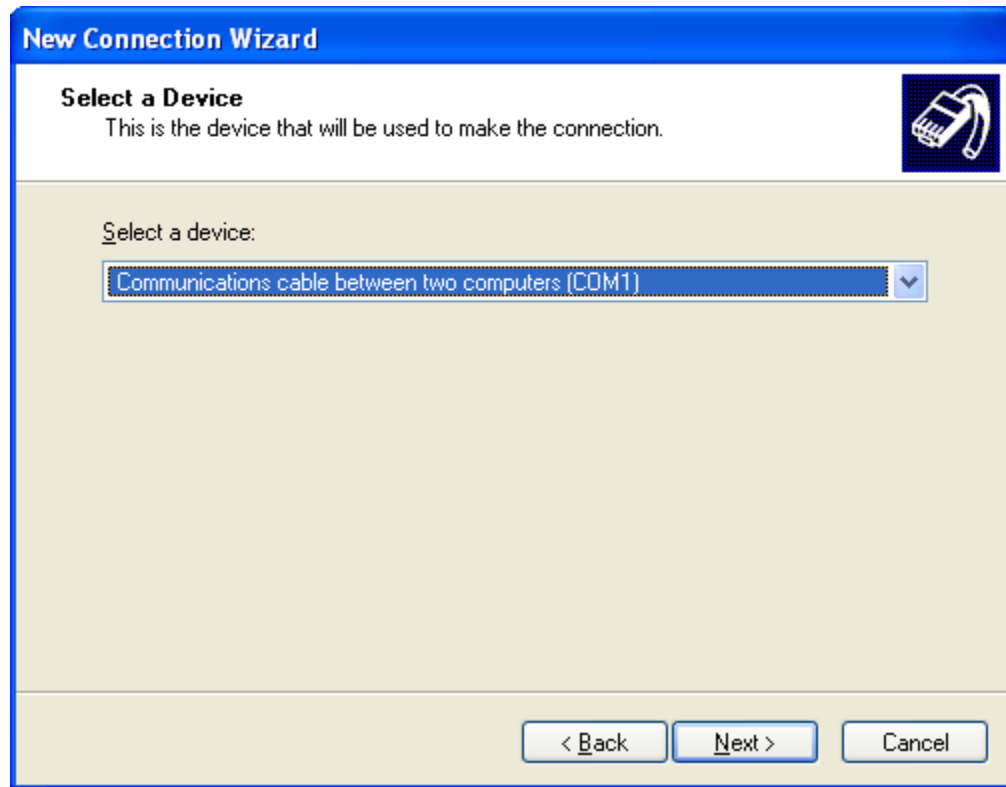 New Connection Wizard
Select a Device
This is the device that will be used to make the connection.
Select a device:
Communications cable between two computers (COM1)
< Back
Next >
Cancel